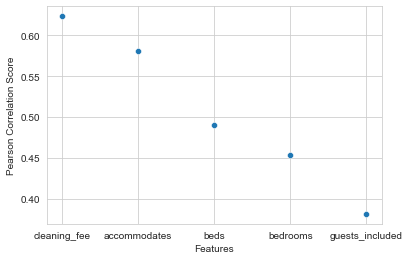 Pearson Correlation Score
0.60
0.55
0.50
0.45
0.40
cleaning_fee
accommodates
beds
bedrooms
guests_included
Features